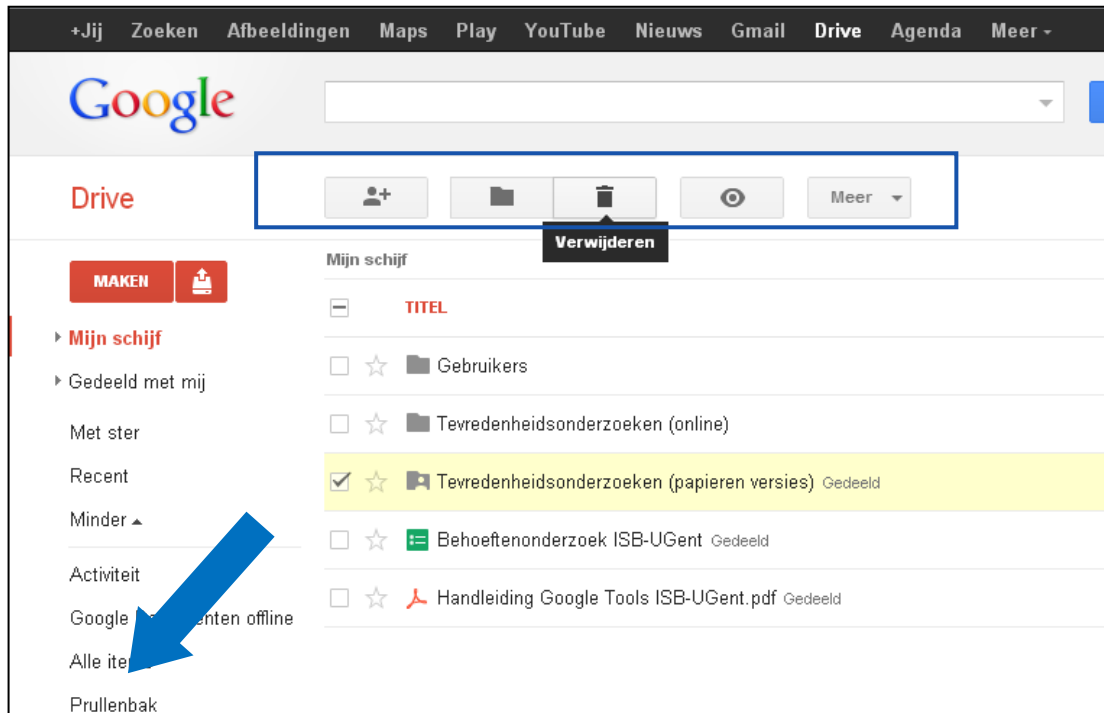 +Jij Zoeken Afbeeldingen Maps Play YouTube Nieuws Gmail Drive Agenda Meer
Google
Drive
Meer
Verwijderen
Mijn schijf
MAKEN
TITEL
Mijn schijf
Gebruikers
Gedeeld met mij
Tevredenheidsonderzoeken (online)
Met ster
Recent
Tevredenheidsonderzoeken (papieren versies) Gedeeld
Minder
Behoeftenonderzoek ISB-UGent Gedeeld
Activiteit
Handleiding Google Tools ISB-UGent.pdf Gedeeld
Google offline
Alle
Prullenbak